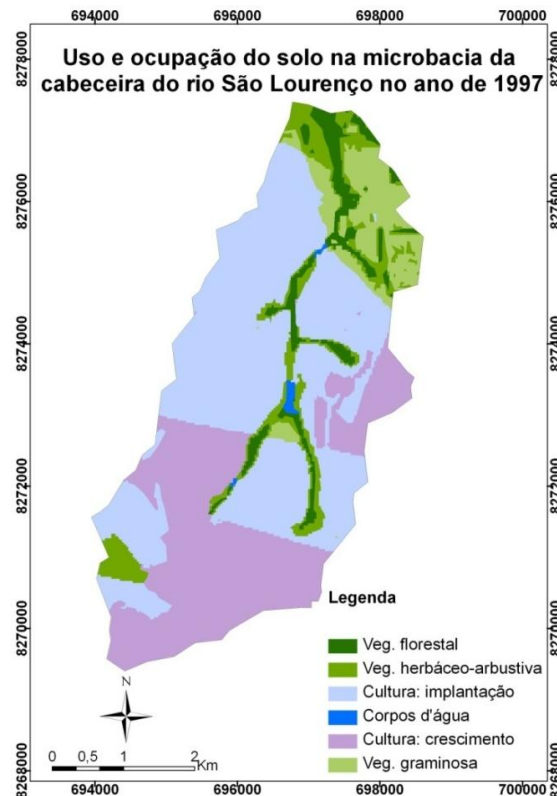 694000 696000 698000 700000
8278000 8278000
Uso e ocupação do solo na microbacia da
cabeceira do rio São Lourenço no ano de 1997
8276000 8276000
8274000 8274000
8272000 8272000
8270000 8270000
8268000 8268000
Legenda
Veg. florestal
Veg. herbáceo-arbustiva
Cultura: implantação
Corpos d'água
Cultura: crescimento
Veg. graminosa
N
0 0,5 1 2
Km
694000 696000 698000 700000